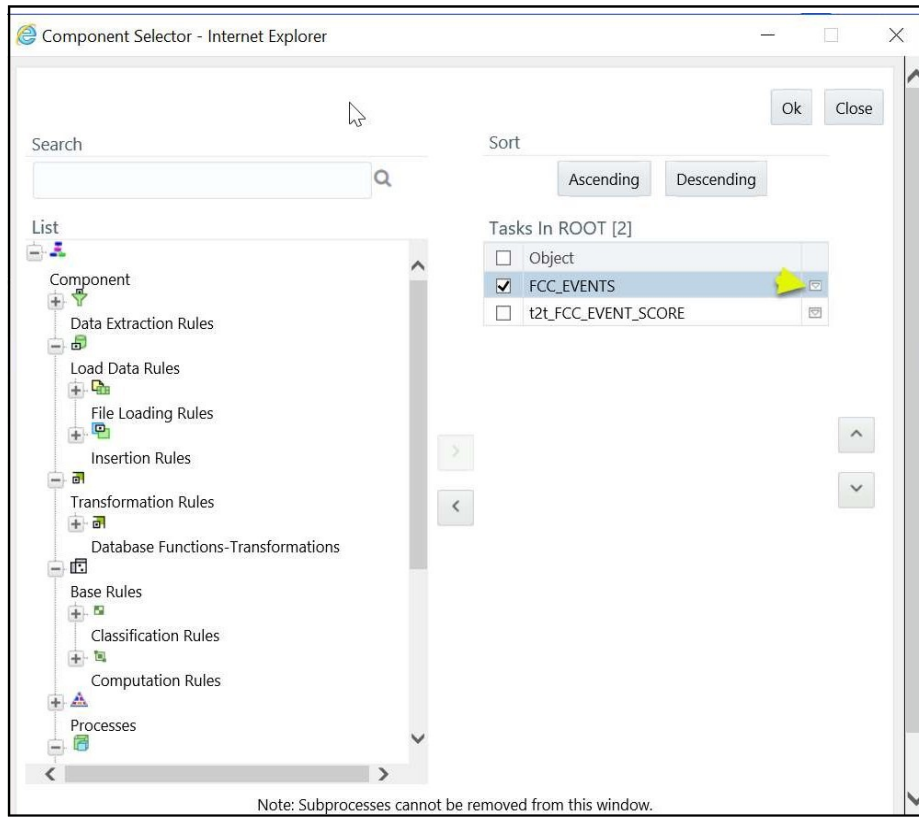 Component Selector - Internet Explorer
Ok Close
Search
Sort
Ascending Descending
List
Tasks In ROOT [2]
Object
FCC_EVENTS
t2t_FCC_EVENT_SCORE
Component
Data Extraction Rules
Load Data Rules
File Loading Rules
Insertion Rules
Transformation Rules
Database Functions-Transformations
Base Rules
Classification Rules
Computation Rules
Processes
Note: Subprocesses cannot be removed from this window.